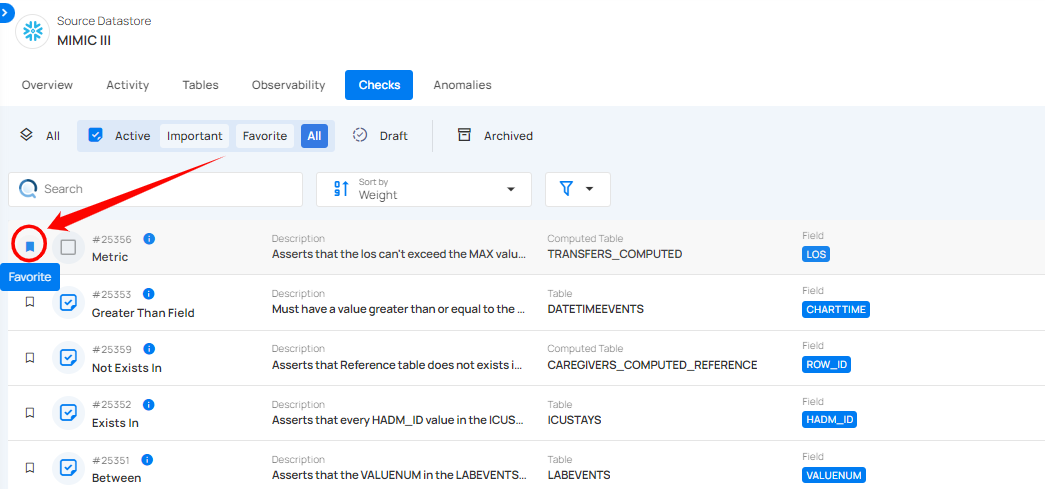 Source Datastore
MIMIC III
Overview Activity Tables Observability Checks Anomalies
All Active Important Favorite All Draft Archived
Search Sort by Weight
#25356 Description Computed Table Field
Metric Asserts that the los can't exceed the MAX valu... TRANSFERS_COMPUTED LOS
Favorite
#25353 Description Table Field
Greater Than Field Must have a value greater than or equal to the ... DATETIMEEVENTS CHARTTIME
#25359 Description Computed Table Field
Not Exists In Asserts that Reference table does not exists i... CAREGIVERS_COMPUTED_REFERENCE ROW_ID
#25352 Description Table Field
Exists In Asserts that every HADM_ID value in the ICUS... ICUSTAYS HADM_ID
#25351 Description Table Field
Between Asserts that the VALUENUM in the LABEVENTS... LABEVENTS VALUENUM